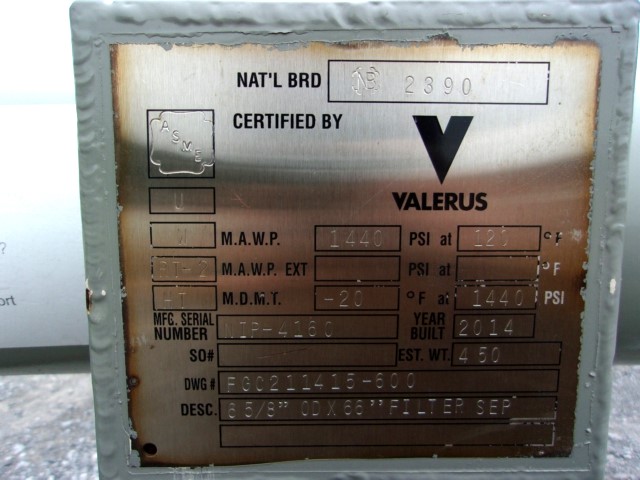 NAT'L BRD NB 2390
CERTIFIED BY
ASME
VALERUS
U
W M.A.W.P. 1440 PSI at 120 °F
RT-2 M.A.W.P. EXT PSI at °F
M.D.M.T. -20 °F at 1440 PSI
MFG. SERIAL NUMBER 4160 YEAR BUILT 2014
SO# EST. WT. 450
DWG # FGC211415-600
DESC. 8 5/8" OD X 66" FILTER SEP
?
ort